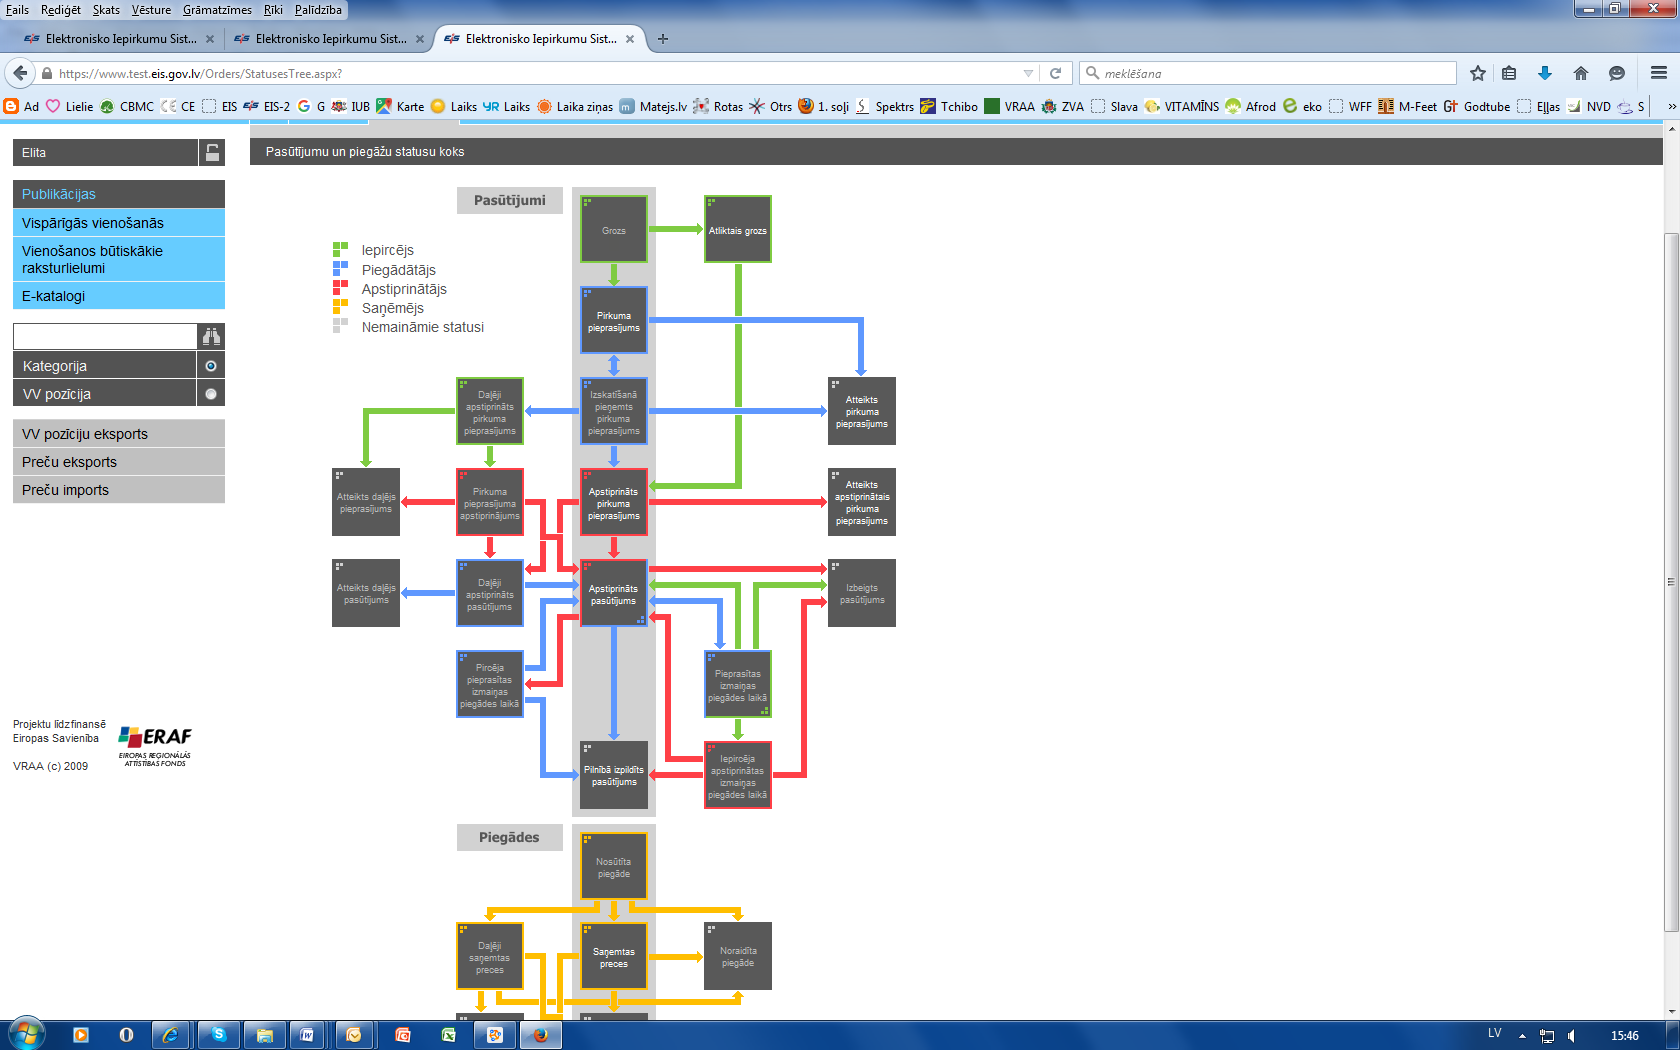 Fails Rediģēt Skats Vēsture Grāmatzīmes Rīki Palīdzība
Elektronisko Iepirkumu Sist... Elektronisko Iepirkumu Sist... Elektronisko Iepirkumu Sist...
https://www.test.eis.gov.lv/Orders/StatusesTree.aspx?
meklēšana
Ad Lielie CBMC CE EIS EIS-2 G IUB Karte Laiks Laiks Laika ziņas Matejs.lv Rotas Otrs 1. soļi Spektrs Tchibo VRAA ZVA Slava VITAMĪNS Afrod eko WFF M-Feet Godtube Eļļas NVD S
Elita
Pasūtījumu un piegāžu statusu koks
Publikācijas
Vispārīgās vienošanās
Vienošanos būtiskākie
raksturlielumi
E-katalogi
Kategorija
VV pozīcija
VV pozīciju eksports
Preču eksports
Preču imports
Projektu līdzfinansē
Eiropas Savienība
VRAA (c) 2009
ERAF
EIROPAS REĢIONĀLĀS
ATTĪSTĪBAS FONDS
Pasūtījumi
Iepircējs
Piegādātājs
Apstiprinātājs
Saņēmējs
Nemaināmie statusi
Grozs
Atliktais grozs
Pirkuma
pieprasījums
Daļēji
apstiprināts
pirkuma
pieprasījums
Izskatīšanā
pieņemts
pirkuma
pieprasījums
Atteikts
pirkuma
pieprasījums
Atteikts daļējs
pieprasījums
Pirkuma
pieprasījuma
apstiprinājums
Apstiprināts
pirkuma
pieprasījums
Atteikts
apstiprinātais
pirkuma
pieprasījums
Atteikts daļējs
pasūtījums
Daļēji
apstiprināts
pasūtījums
Apstiprināts
pasūtījums
Izbeigts
pasūtījums
Pircēja
pieprasītas
izmaiņas
piegādes laikā
Pieprasītas
izmaiņas
piegādes laikā
Pilnībā izpildīts
pasūtījums
Iepircēja
apstiprinātas
izmaiņas
piegādes laikā
Piegādes
Nosūtīta
piegāde
Daļēji
saņemtas
preces
Saņemtas
preces
Noraidīta
piegāde
LV
15:46